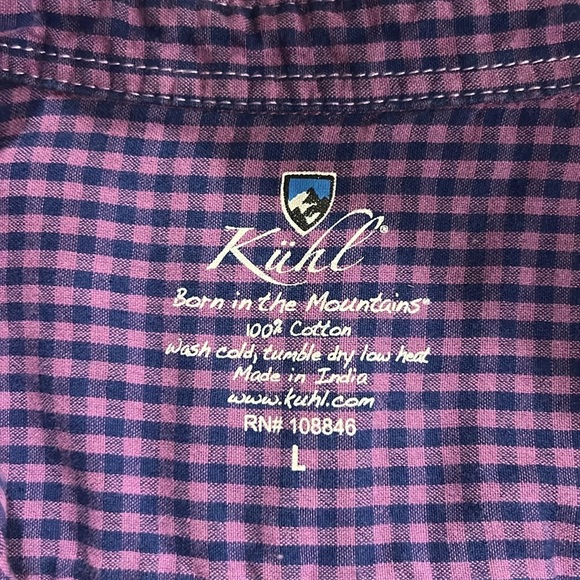 Kühl®
Born in the Mountains®
100% Cotton
Wash cold, tumble dry low heat
Made in India
www.kuhl.com
RN# 108846
L